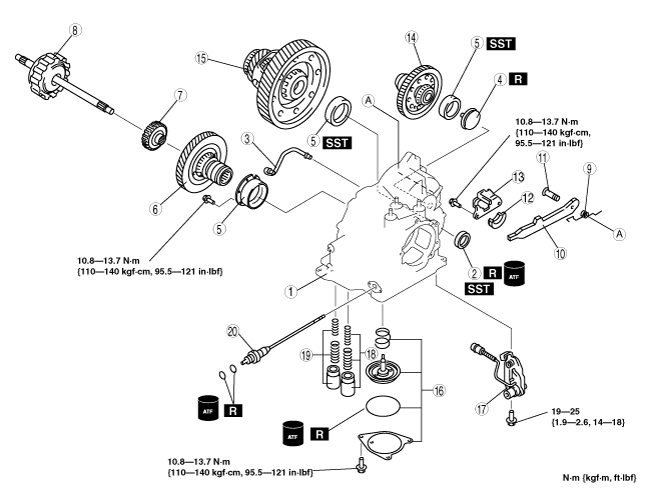 8
15
14
5 SST
A
4 R
7
3
5
SST
10.8—13.7 N·m
{110—140 kgf·cm,
95.5—121 in·lbf}
11
13
9
12
6
5
10
A
10.8—13.7 N·m
{110—140 kgf·cm, 95.5—121 in·lbf}
1
2 R ATF
SST
20
19
18
16
17
ATF R
ATF R
19—25
{1.9—2.6, 14—18}
10.8—13.7 N·m
{110—140 kgf·cm, 95.5—121 in·lbf}
N·m {kgf·m, ft·lbf}